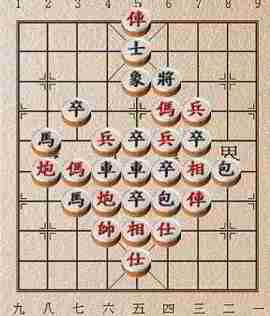 1 2 3 4 5 6 7 8 9
俥
士
象 將
卒 傌 兵
馬 兵 卒 兵 卒
炮 傌 車 車 卒 相 包
馬 炮 卒 包 俥
帥 相 仕
仕
九 八 七 六 五 四 三 二 一